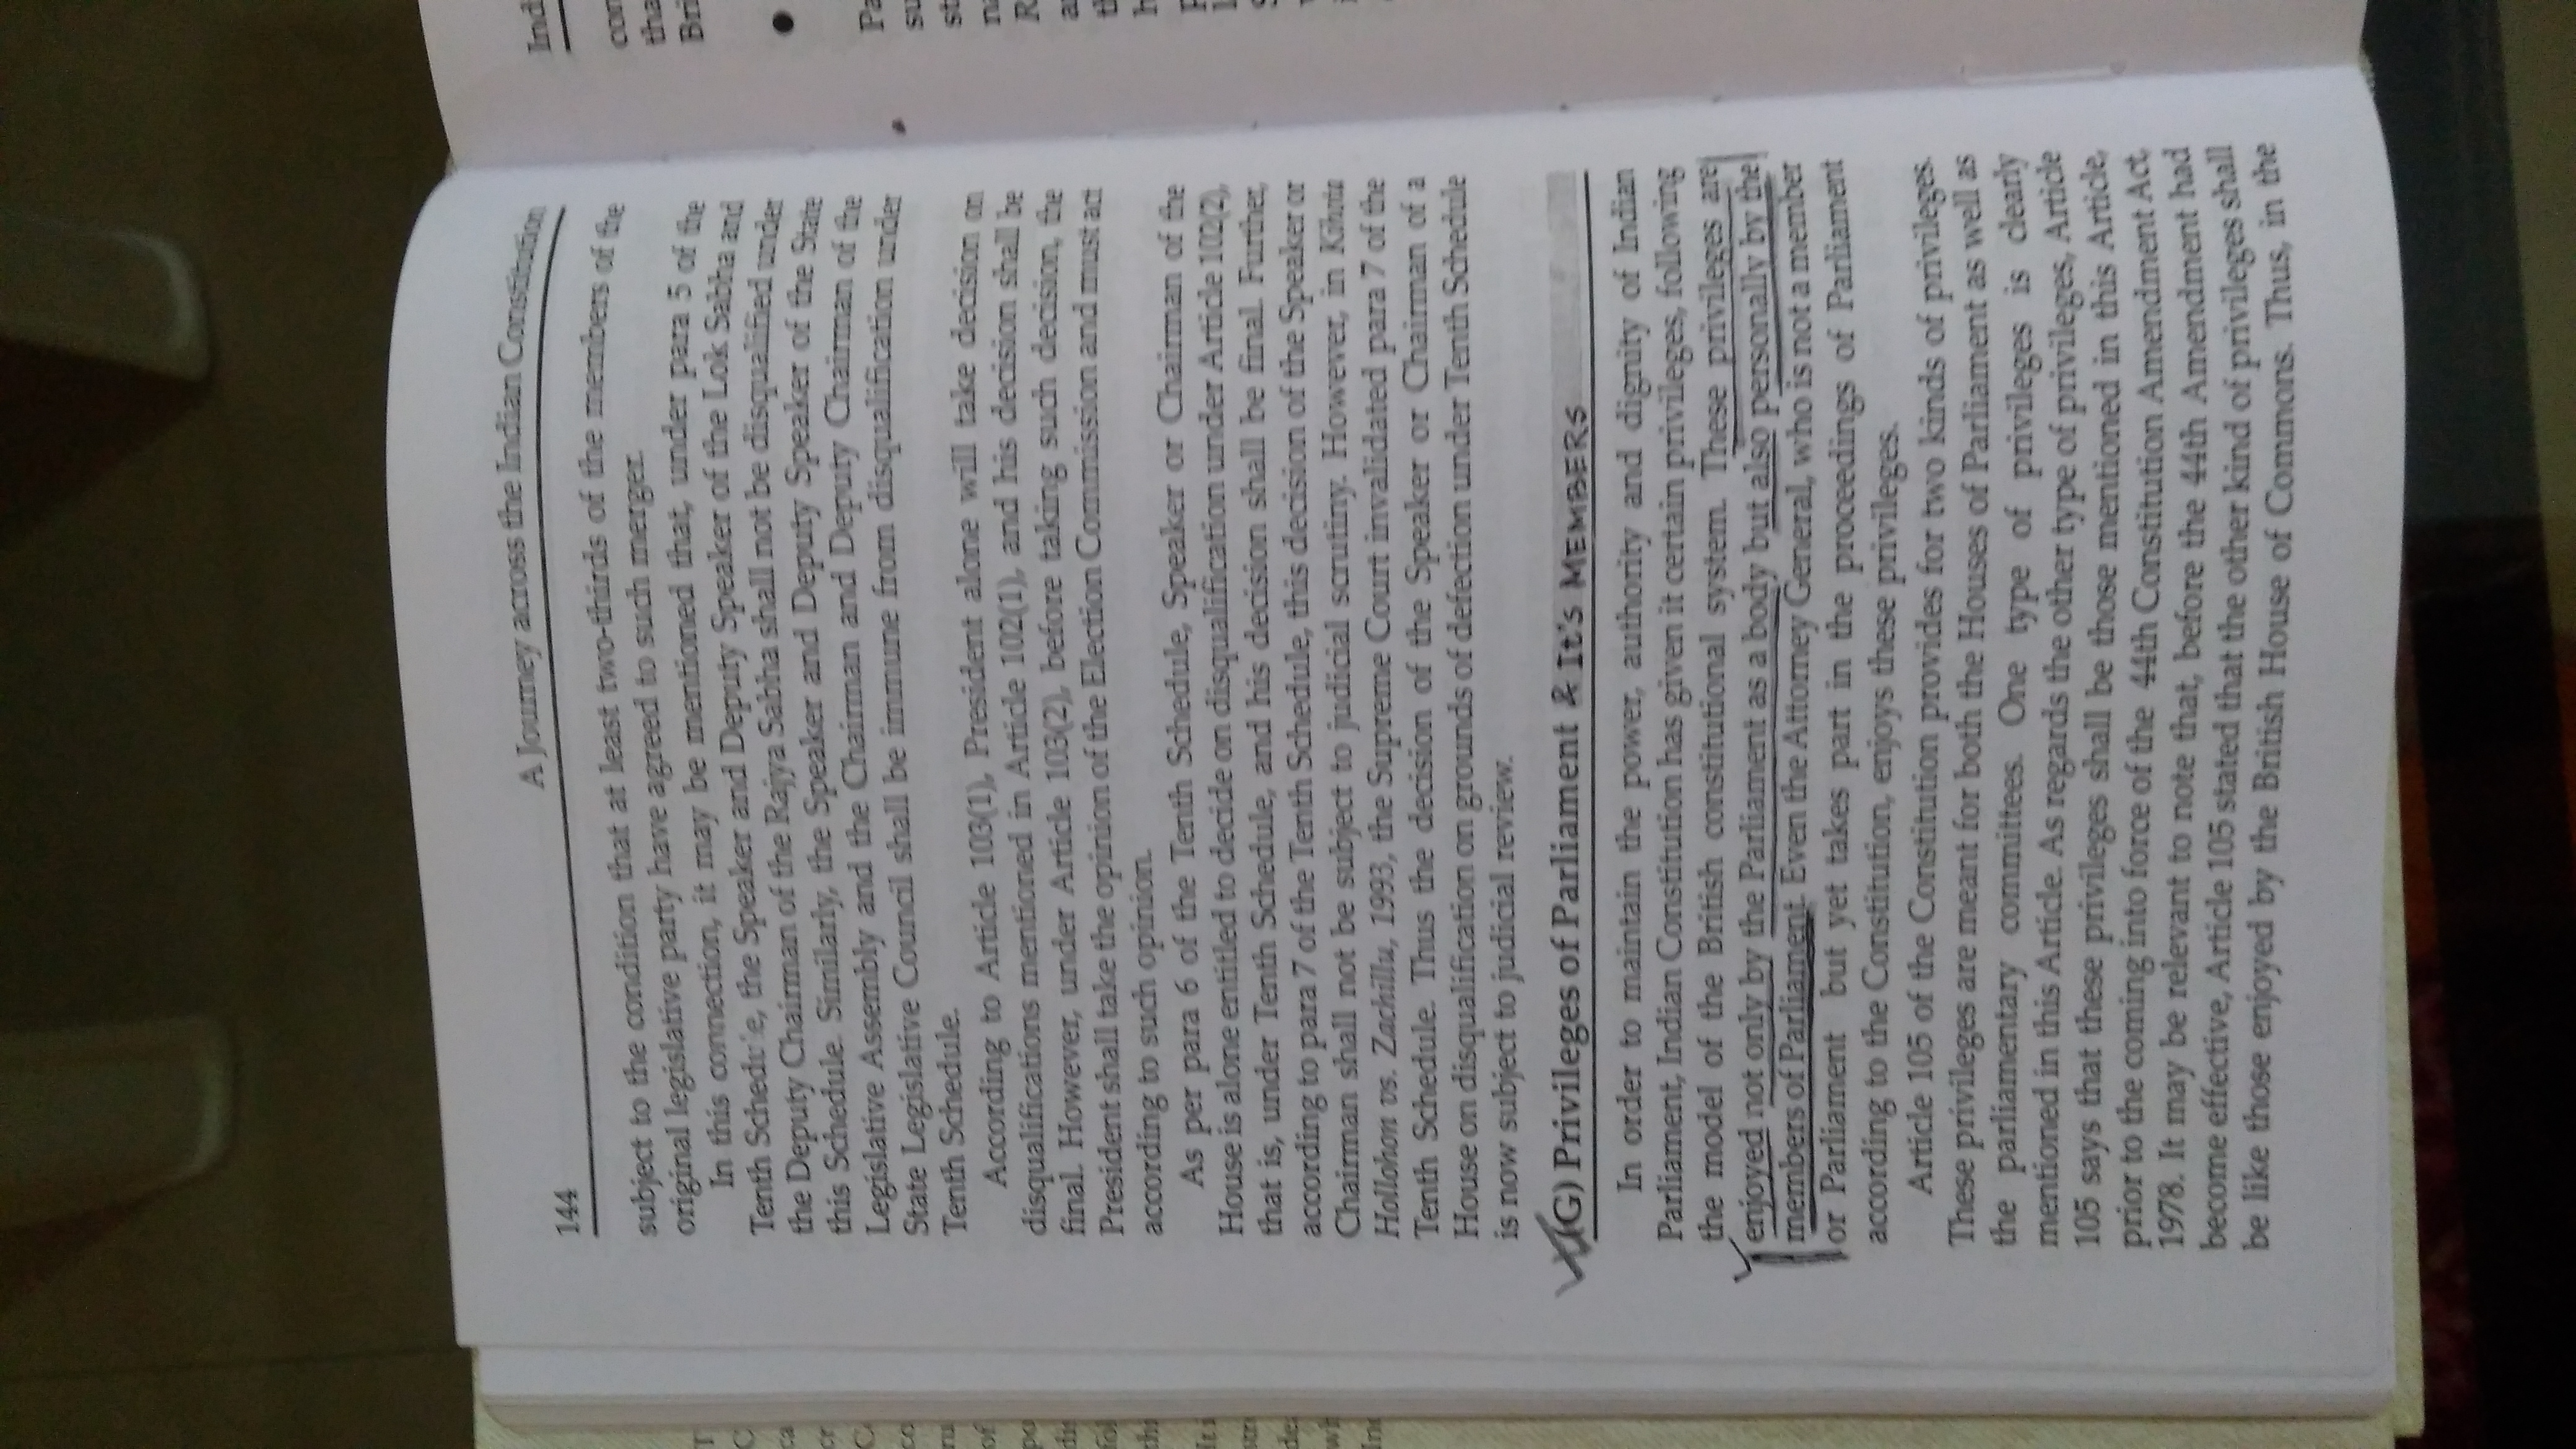 144
A Journey across the Indian Constitution
subject to the condition that at least two-thirds of the members of the
original legislative party have agreed to such merger.
In this connection, it may be mentioned that, under para 5 of the
Tenth Schedule, the Speaker and Deputy Speaker of the Lok Sabha and
the Deputy Chairman of the Rajya Sabha shall not be disqualified under
this Schedule. Similarly, the Speaker and Deputy Speaker of the State
Legislative Assembly and the Chairman and Deputy Chairman of the
State Legislative Council shall be immune from disqualification under
Tenth Schedule.
According to Article 103(1), President alone will take decision on
disqualifications mentioned in Article 102(1), and his decision shall be
final. However, under Article 103(2), before taking such decision, the
President shall take the opinion of the Election Commission and must act
according to such opinion.
As per para 6 of the Tenth Schedule, Speaker or Chairman of the
House is alone entitled to decide on disqualification under Article 102(2),
that is, under Tenth Schedule, and his decision shall be final. Further,
according to para 7 of the Tenth Schedule, this decision of the Speaker or
Chairman shall not be subject to judicial scrutiny. However, in Kihota
Hollohon vs. Zachillu, 1993, the Supreme Court invalidated para 7 of the
Tenth Schedule. Thus the decision of the Speaker or Chairman of a
House on disqualification on grounds of defection under Tenth Schedule
is now subject to judicial review.
(G) Privileges of Parliament & It's MEMBERS
In order to maintain the power, authority and dignity of Indian
Parliament, Indian Constitution has given it certain privileges, following
the model of the British constitutional system. These privileges are
enjoyed not only by the Parliament as a body but also personally by the
members of Parliament. Even the Attorney General, who is not a member
or Parliament but yet takes part in the proceedings of Parliament
according to the Constitution, enjoys these privileges.
Article 105 of the Constitution provides for two kinds of privileges.
These privileges are meant for both the Houses of Parliament as well as
the parliamentary committees. One type of privileges is clearly
mentioned in this Article. As regards the other type of privileges, Article
105 says that these privileges shall be those mentioned in this Article,
prior to the coming into force of the 44th Constitution Amendment Act,
1978. It may be relevant to note that, before the 44th Amendment had
become effective, Article 105 stated that the other kind of privileges shall
be like those enjoyed by the British House of Commons. Thus, in the
Ind
con
tha
Bri
Pa
su
st